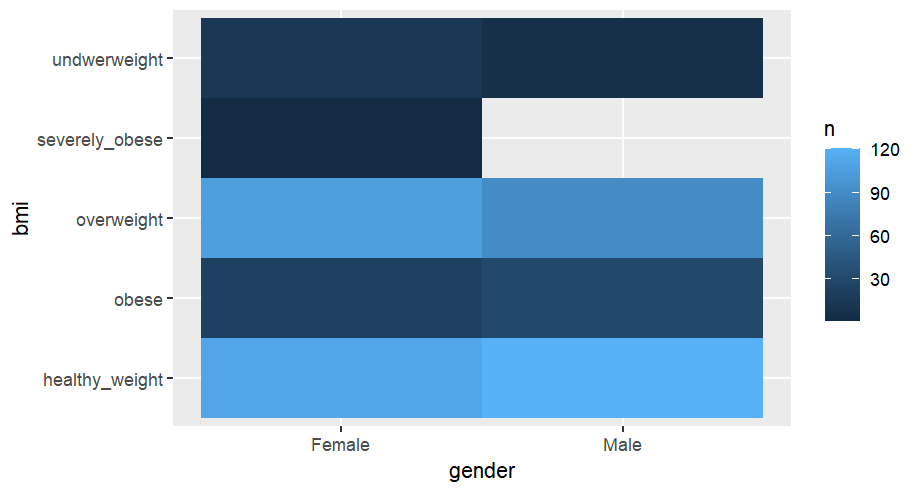 undwerweight
severely_obese
overweight
obese
healthy_weight
bmi
Female
Male
gender
n
120
90
60
30